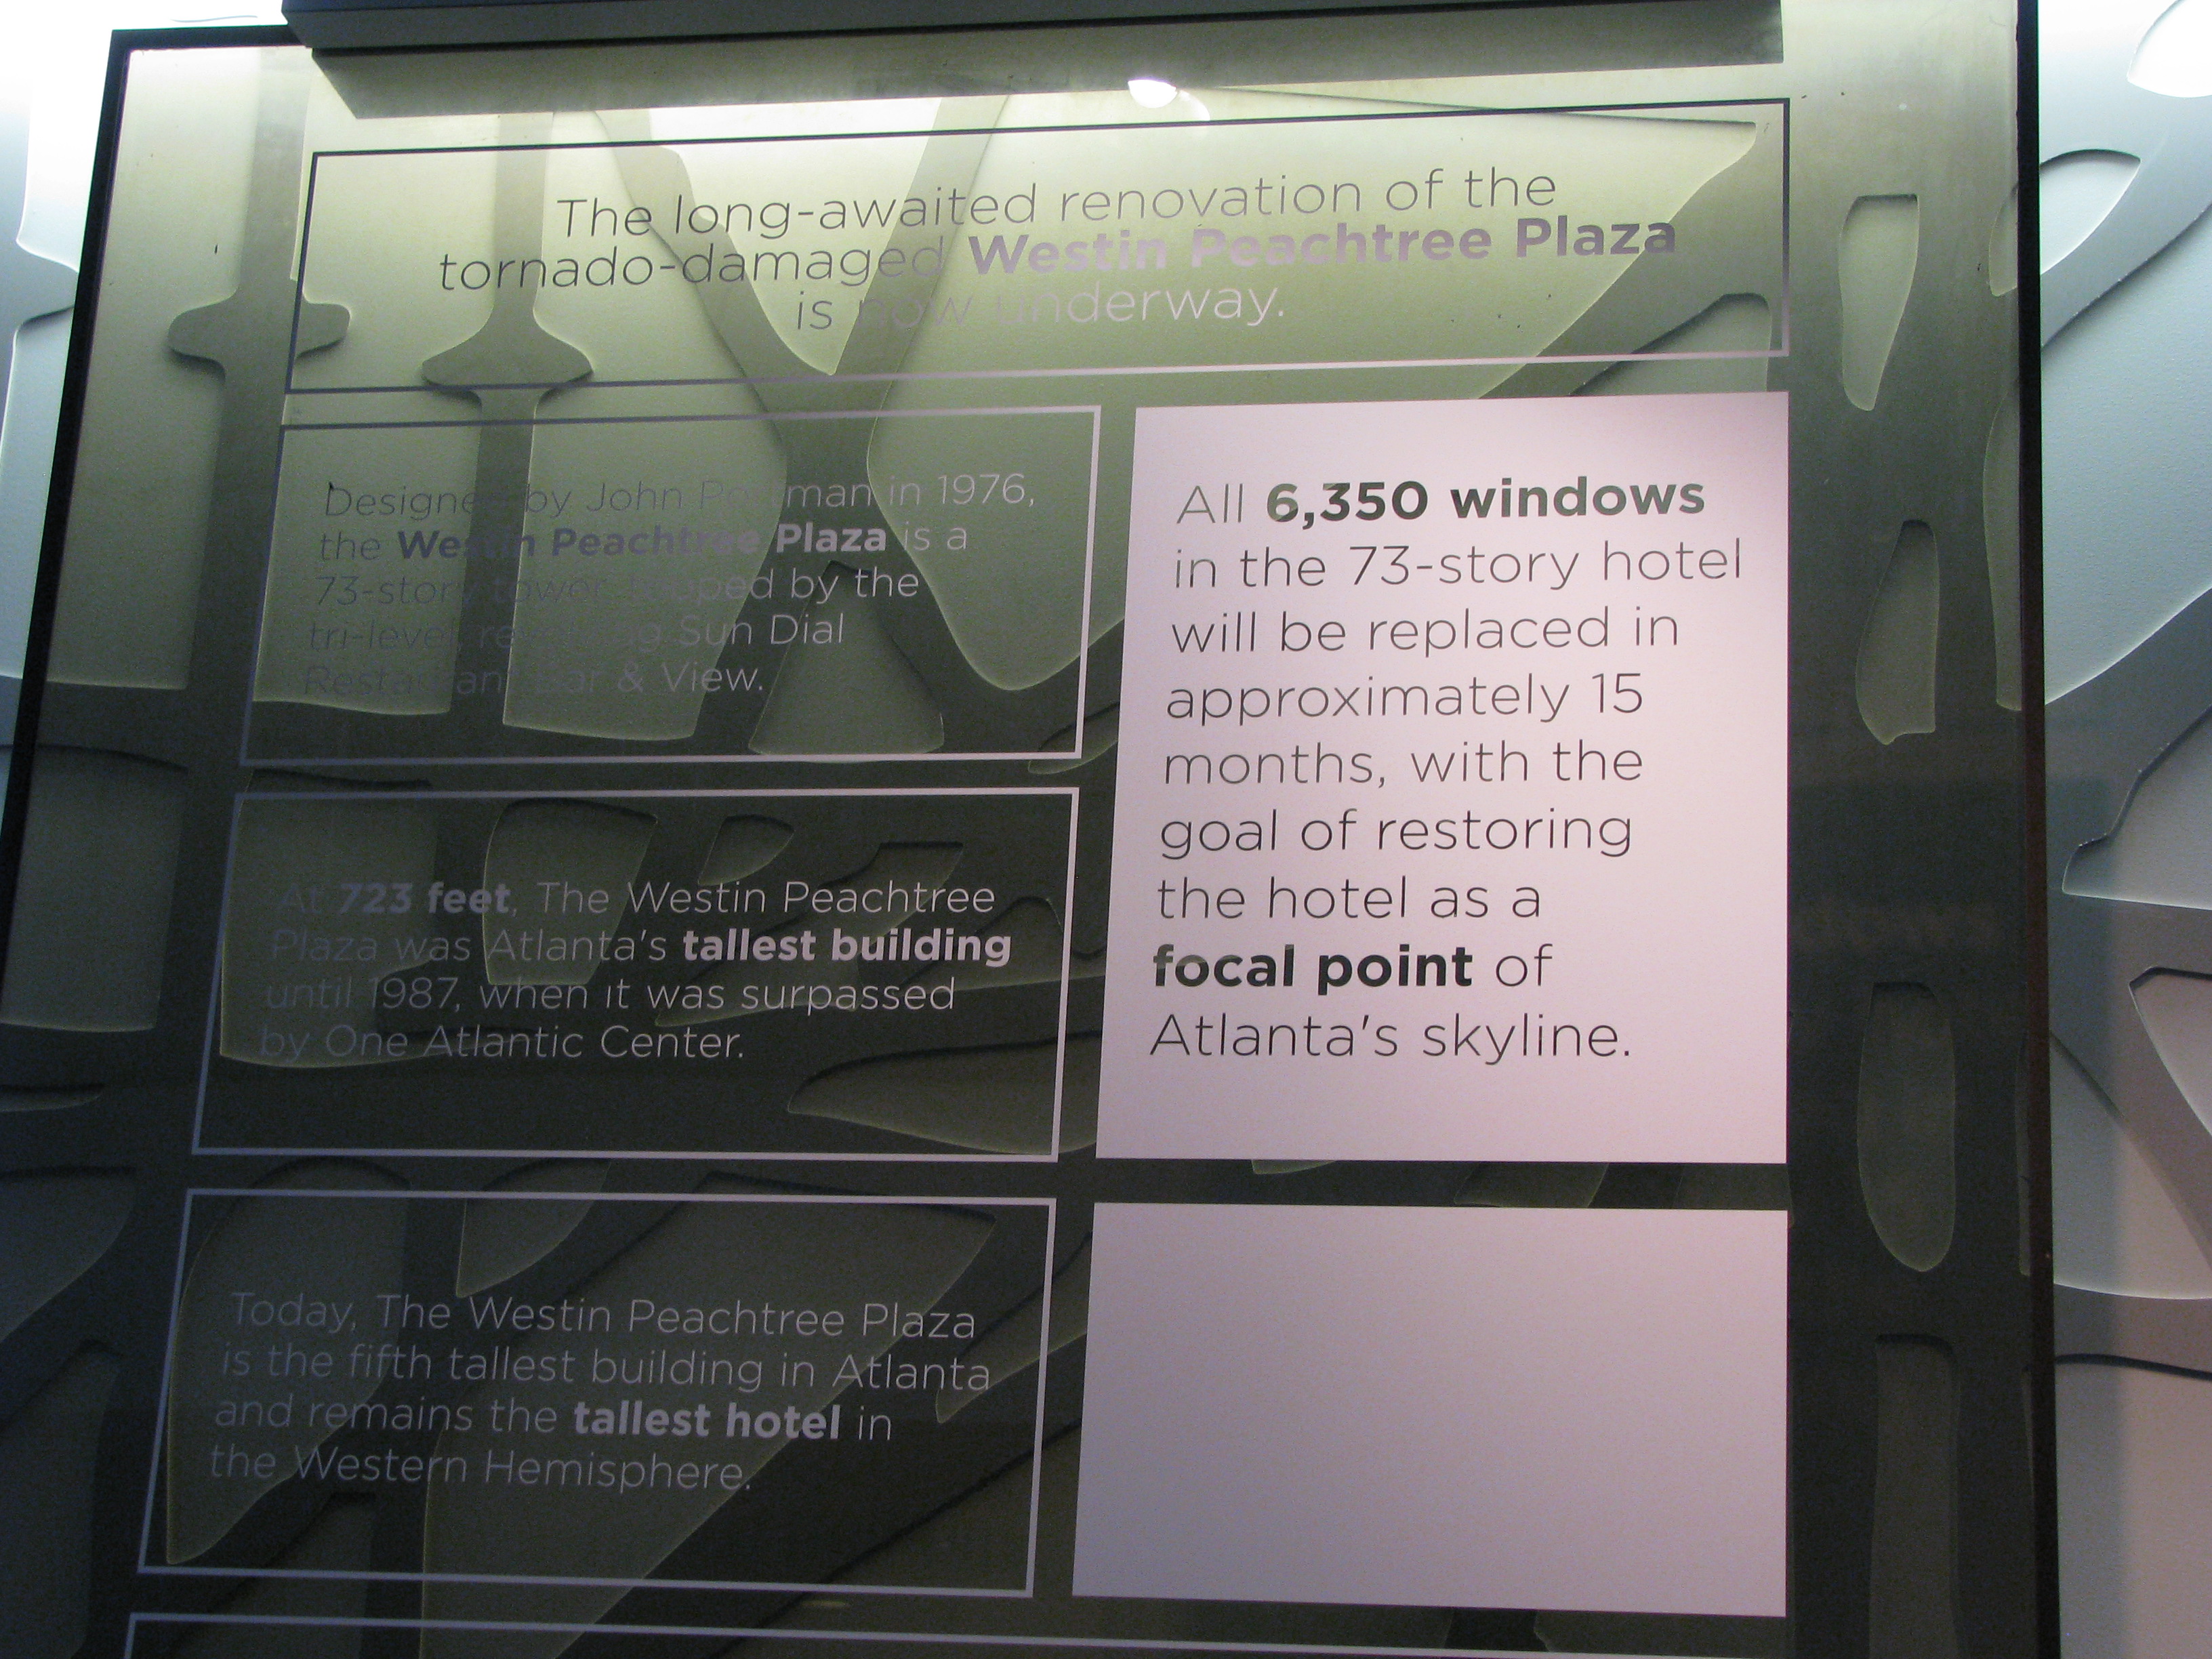 The long-awaited renovation of the
tornado-damaged Westin Peachtree Plaza
is now underway.
Designed by John Portman in 1976,
the Westin Peachtree Plaza is a
73-story tower topped by the
tri-level revolving Sun Dial
Restaurant Bar & View.
At 723 feet, The Westin Peachtree
Plaza was Atlanta's tallest building
until 1987, when it was surpassed
by One Atlantic Center.
Today, The Westin Peachtree Plaza
is the fifth tallest building in Atlanta
and remains the tallest hotel in
the Western Hemisphere.
All 6,350 windows
in the 73-story hotel
will be replaced in
approximately 15
months, with the
goal of restoring
the hotel as a
focal point of
Atlanta's skyline.